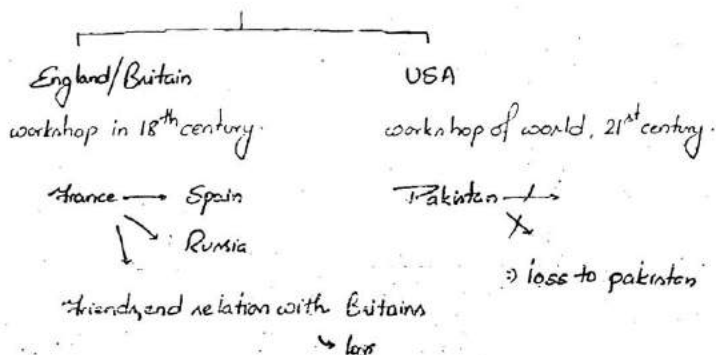 England/Britain
workshop in 18th century.
France → Spain
Russia
Friends end relation with Britains
↳ loss
USA
workshop of world, 21st century.
Pakistan
∴) loss to pakistan